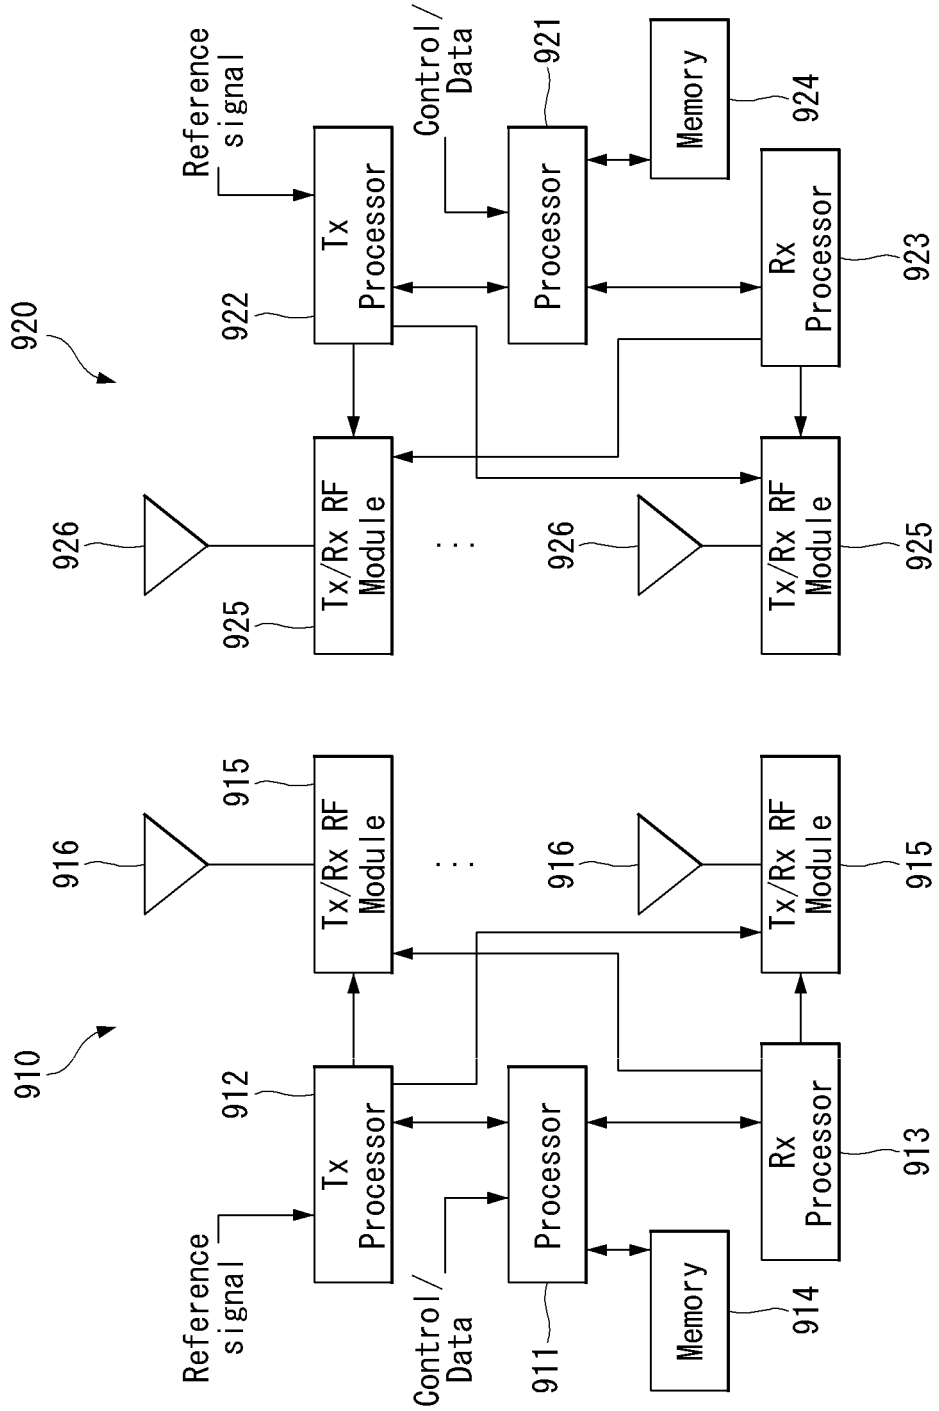 910
920
Reference
signal
912
Tx
Processor
916
915
Tx/Rx RF
Module
926
925
Tx/Rx RF
Module
922
Tx
Processor
Reference
signal
Control/
Data
911
Processor
...
...
Processor
921
Control/
Data
914
Memory
916
926
Memory
924
Rx
Processor
913
Tx/Rx RF
Module
915
Tx/Rx RF
Module
925
Rx
Processor
923